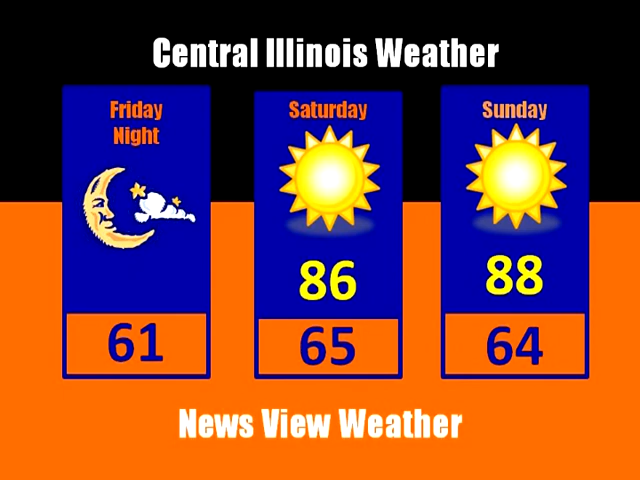 Central Illinois Weather
Friday
Night
Saturday
Sunday
86
88
61
65
64
News View Weather